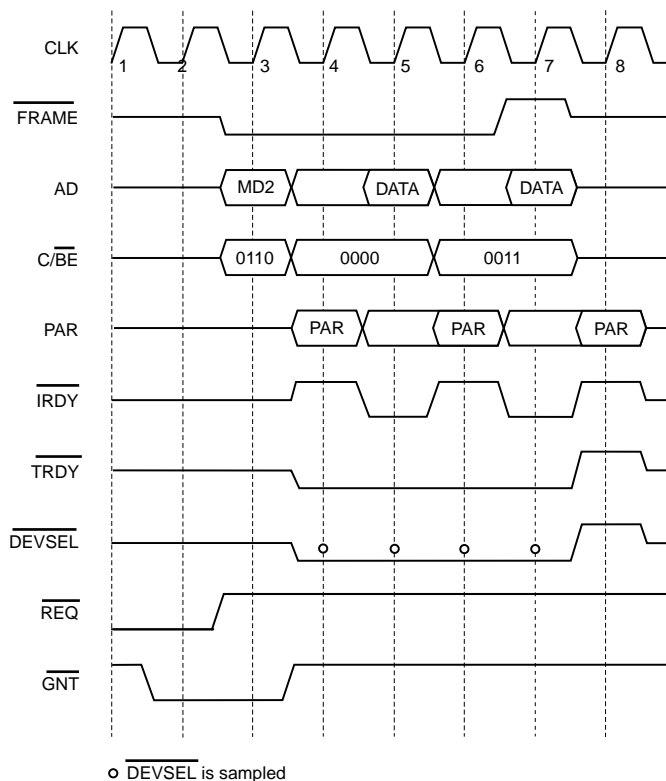 CLK
1 2 3 4 5 6 7 8
FRAME
AD MD2 DATA DATA
C/BE 0110 0000 0011
PAR PAR PAR PAR
IRDY
TRDY
DEVSEL
REQ
GNT
DEVSEL is sampled